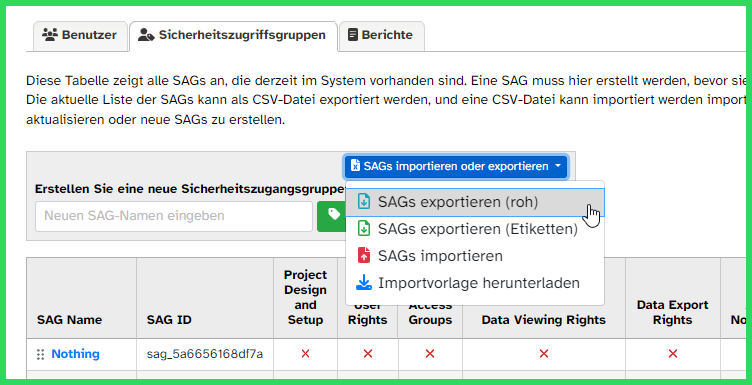 Benutzer
Sicherheitszugriffsgruppen
Berichte
Diese Tabelle zeigt alle SAGs an, die derzeit im System vorhanden sind. Eine SAG muss hier erstellt werden, bevor sie
Die aktuelle Liste der SAGs kann als CSV-Datei exportiert werden, und eine CSV-Datei kann importiert werden import
aktualisieren oder neue SAGs zu erstellen.
SAGs importieren oder exportieren
Erstellen Sie eine neue Sicherheitszugangsgruppe
Neuen SAG-Namen eingeben
SAGs exportieren (roh)
SAGs exportieren (Etiketten)
SAGs importieren
Importvorlage herunterladen
SAG Name
SAG ID
Project
Design
and
Setup
User
Rights
Access
Groups
Data Viewing Rights
Data Export
Rights
No
Nothing
sag_5a6656168df7a